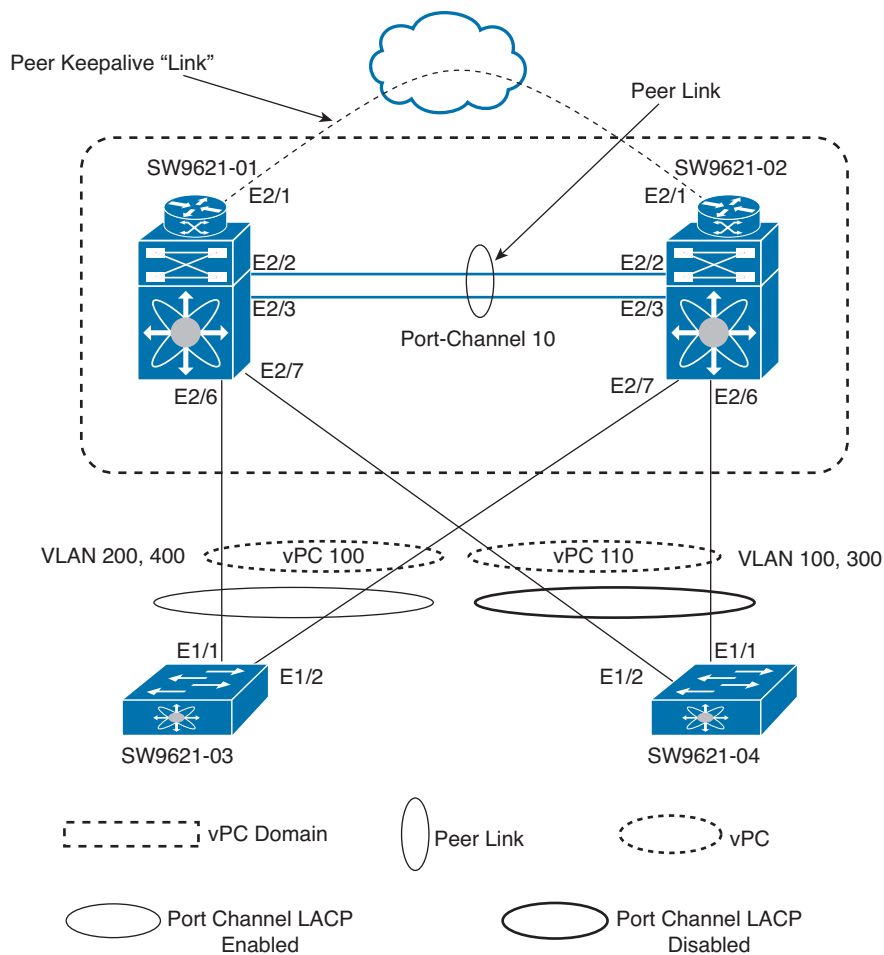 Peer Keepalive “Link”
Peer Link
SW9621-01
SW9621-02
E2/1
E2/1
E2/2
E2/2
E2/3
E2/3
Port-Channel 10
E2/7
E2/7
E2/6
E2/6
VLAN 200, 400
vPC 100
vPC 110
VLAN 100, 300
E1/1
E1/1
E1/2
E1/2
SW9621-03
SW9621-04
vPC Domain
Peer Link
vPC
Port Channel LACP
Enabled
Port Channel LACP
Disabled